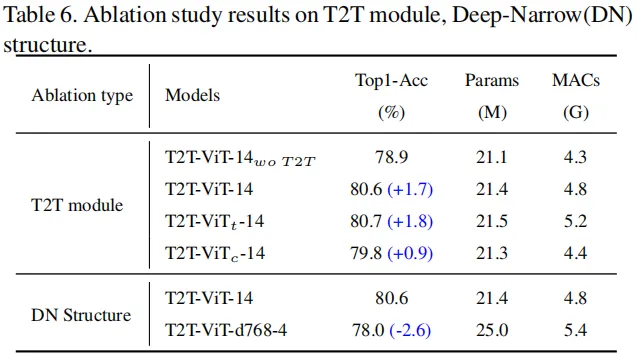 Table 6. Ablation study results on T2T module, Deep-Narrow(DN)
structure.
Ablation type Models Top1-Acc (%) Params (M) MACs (G)
T2T module
T2T-ViT-14wo T2T 78.9 21.1 4.3
T2T-ViT-14 80.6 (+1.7) 21.4 4.8
T2T-ViTt-14 80.7 (+1.8) 21.5 5.2
T2T-ViTc-14 79.8 (+0.9) 21.3 4.4
DN Structure
T2T-ViT-14 80.6 21.4 4.8
T2T-ViT-d768-4 78.0 (-2.6) 25.0 5.4